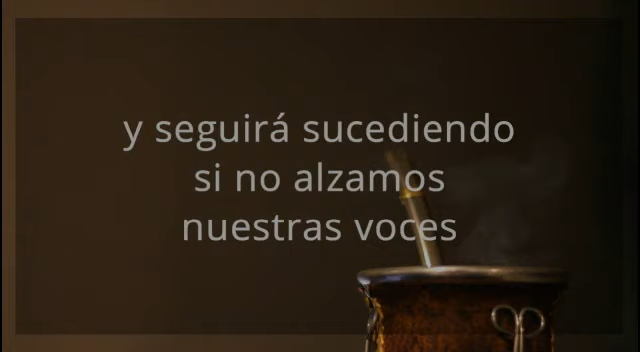 y seguirá sucediendo
si no alzamos
nuestras voces